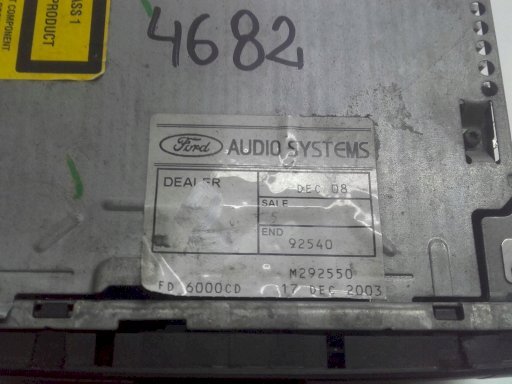 ASS 1
PRODUCT
COMPONENT
4682
Ford AUDIO SYSTEMS
DEALER
DEC 08
SALE
END
92540
M292550
FD 6000CD 17 DEC 2003